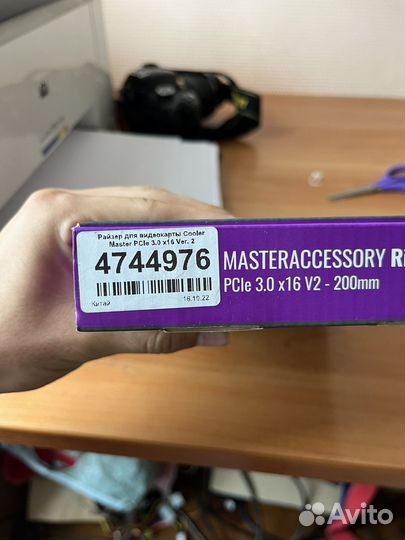 Райзер для видеокарты Cooler
Master PCIe 3.0 x16 Ver. 2
4744976
Китай
16.10.22
MASTERACCESSORY
PCIe 3.0 x16 V2 - 200mm
Avito